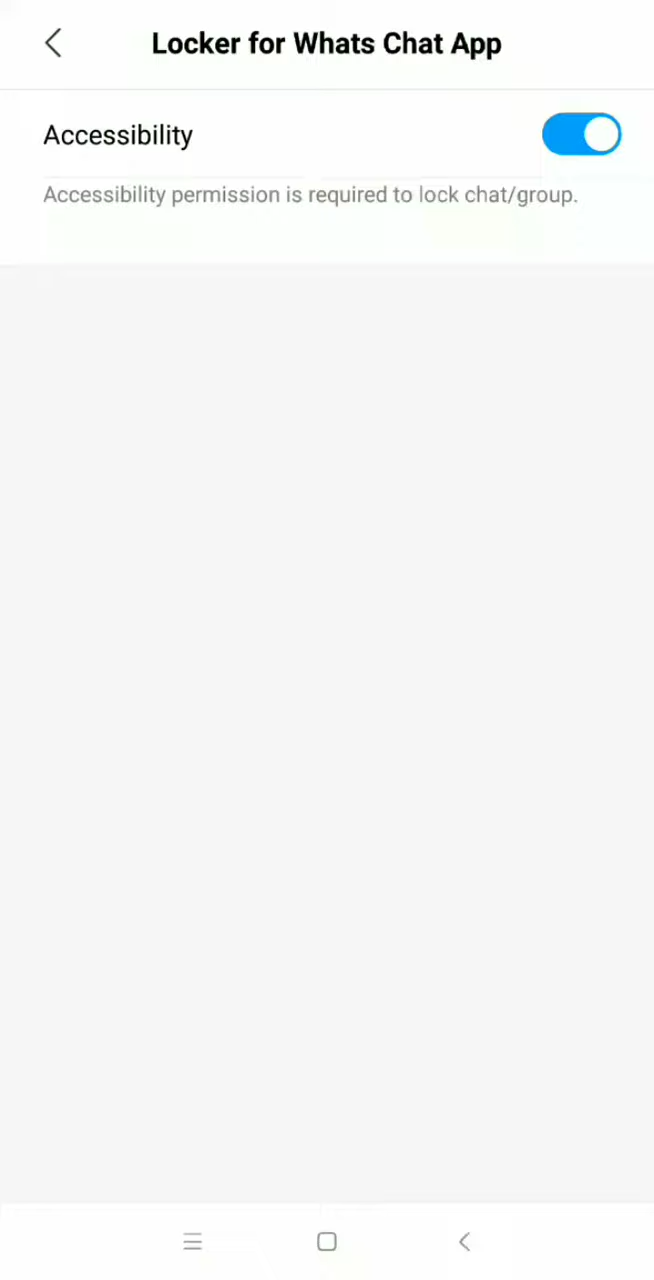 Locker for Whats Chat App
Accessibility
Accessibility permission is required to lock chat/group.